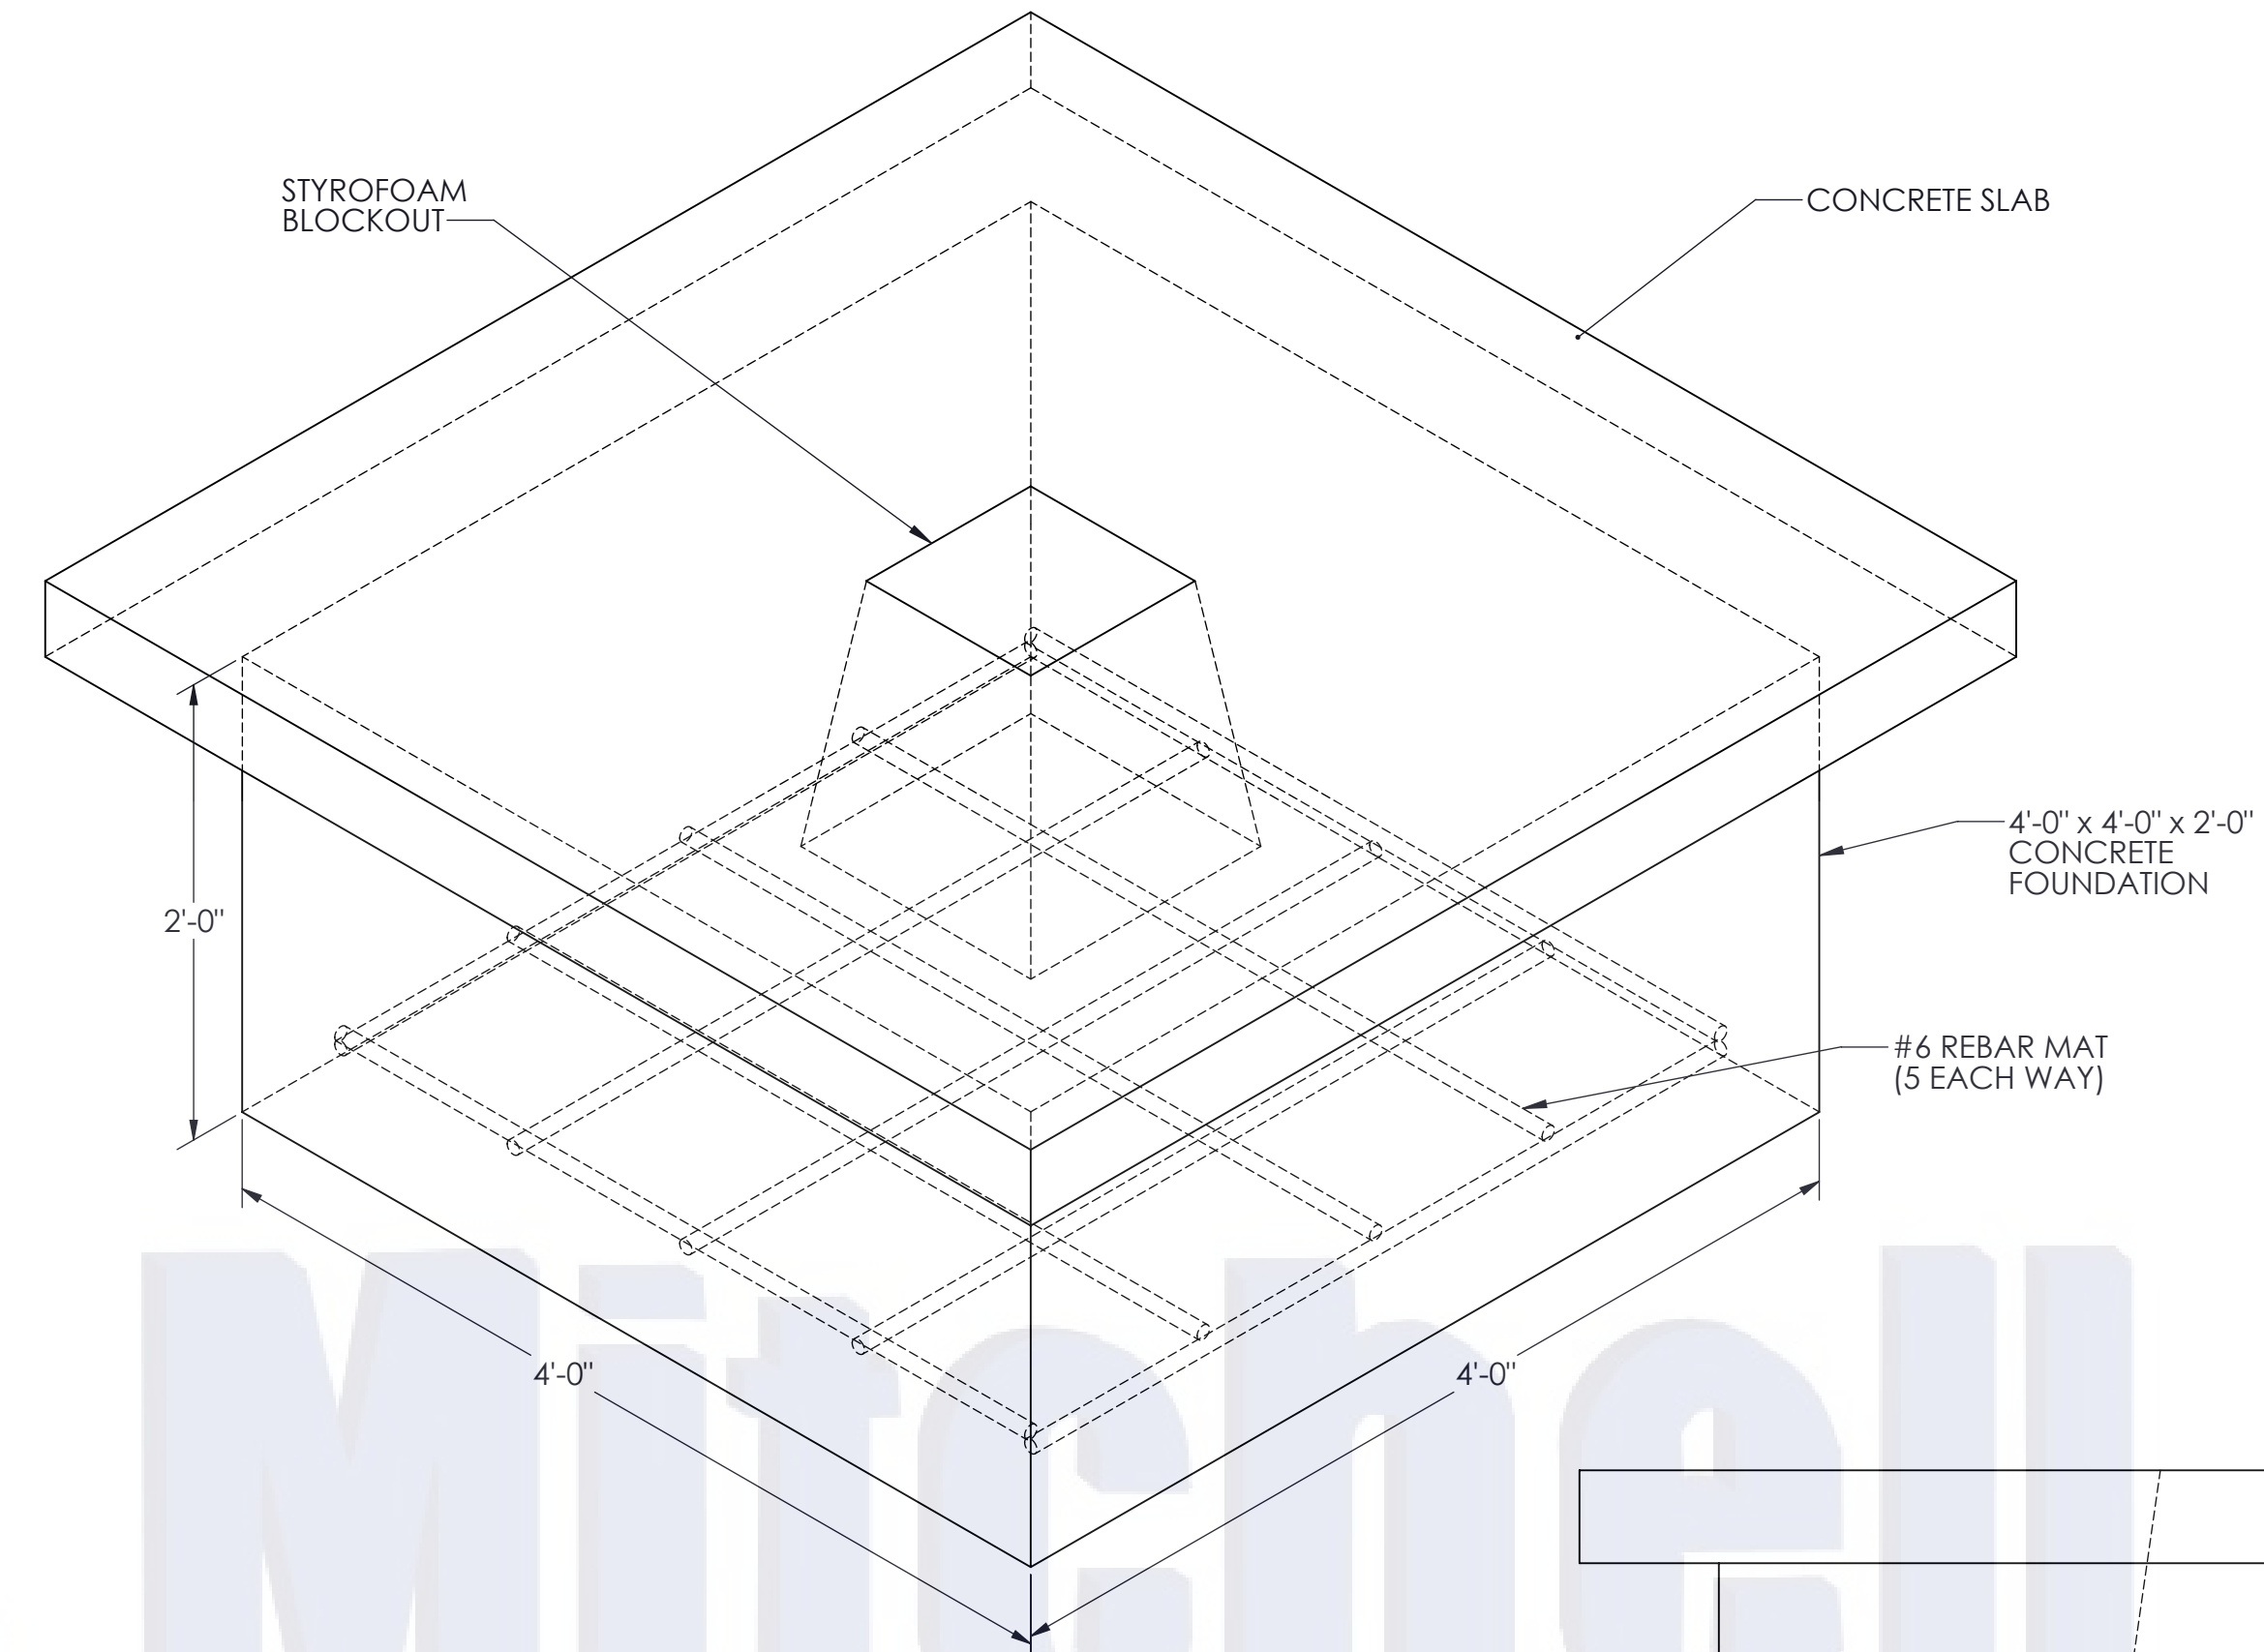 STYROFOAM
BLOCKOUT
CONCRETE SLAB
4'-0" x 4'-0" x 2'-0"
CONCRETE
FOUNDATION
2'-0"
#6 REBAR MAT
(5 EACH WAY)
4'-0"
4'-0"
Mitchell